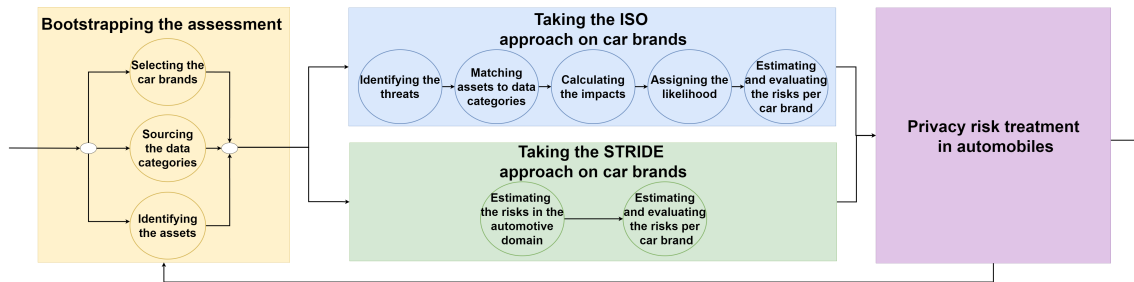 Bootstrapping the assessment
Selecting the
car brands
Sourcing
the data
categories
Identifying
the assets
Taking the ISO
approach on car brands
Identifying the
threats
Matching
assets to data
categories
Calculating
the impacts
Assigning the
likelihood
Estimating
and evaluating
the risks per
car brand
Taking the STRIDE
approach on car brands
Estimating
the risks in the
automotive
domain
Estimating
and evaluating
the risks per
car brand
Privacy risk treatment
in automobiles